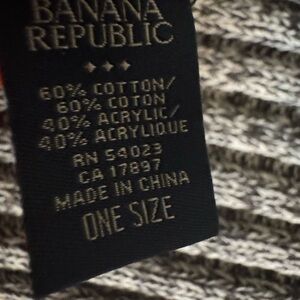 BANANA
REPUBLIC
60% COTTON/
60% COTON
40% ACRYLIC/
40% ACRYLIQUE
RN 54023
CA 17897
MADE IN CHINA
ONE SIZE